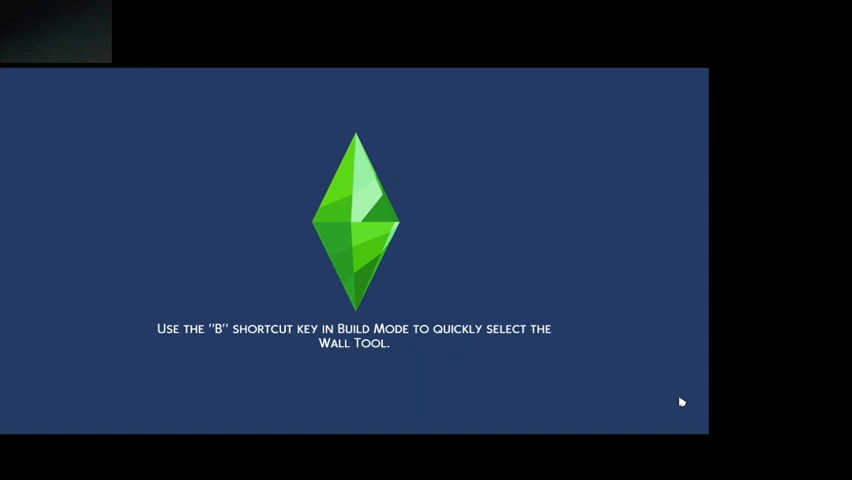 Use the "B" shortcut key in Build Mode to quickly select the
Wall Tool.